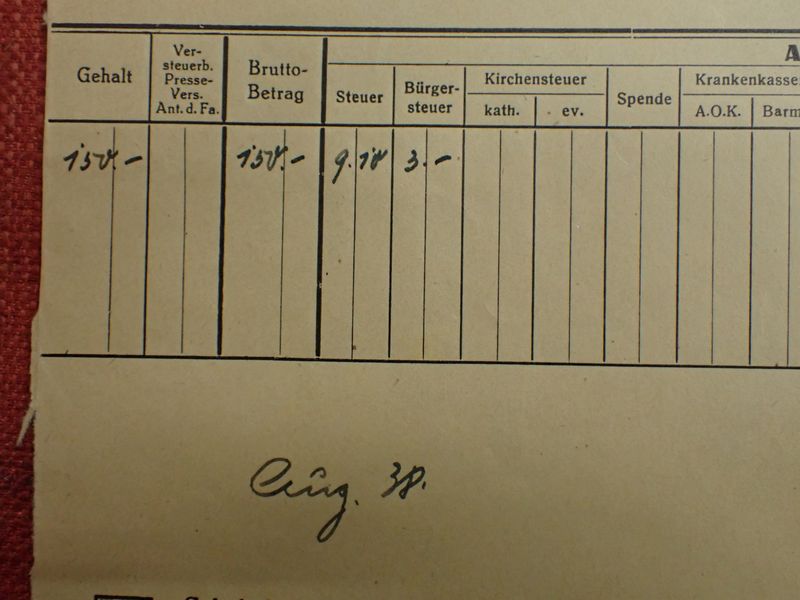 A
Gehalt
Ver-
steuerb.
Presse-
Vers.
Ant. d. Fa.
Brutto-
Betrag
Steuer
Bürger-
steuer
Kirchensteuer
kath. ev.
Spende
Krankenkasse
A.O.K. Barm
150.- 150.- 9.10 3.-
Aug. 38.